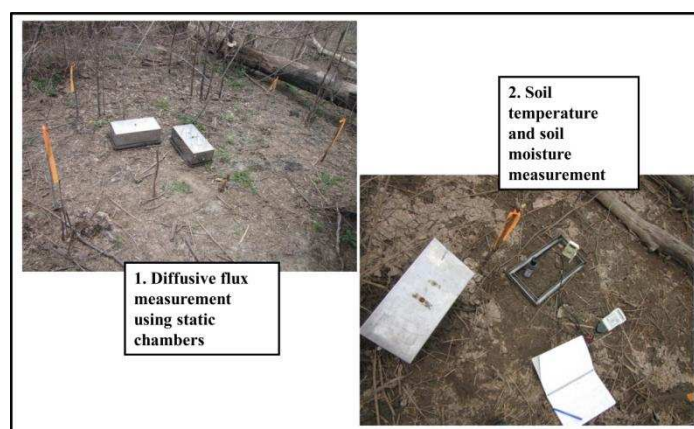 1. Diffusive flux
measurement
using static
chambers
2. Soil
temperature
and soil
moisture
measurement